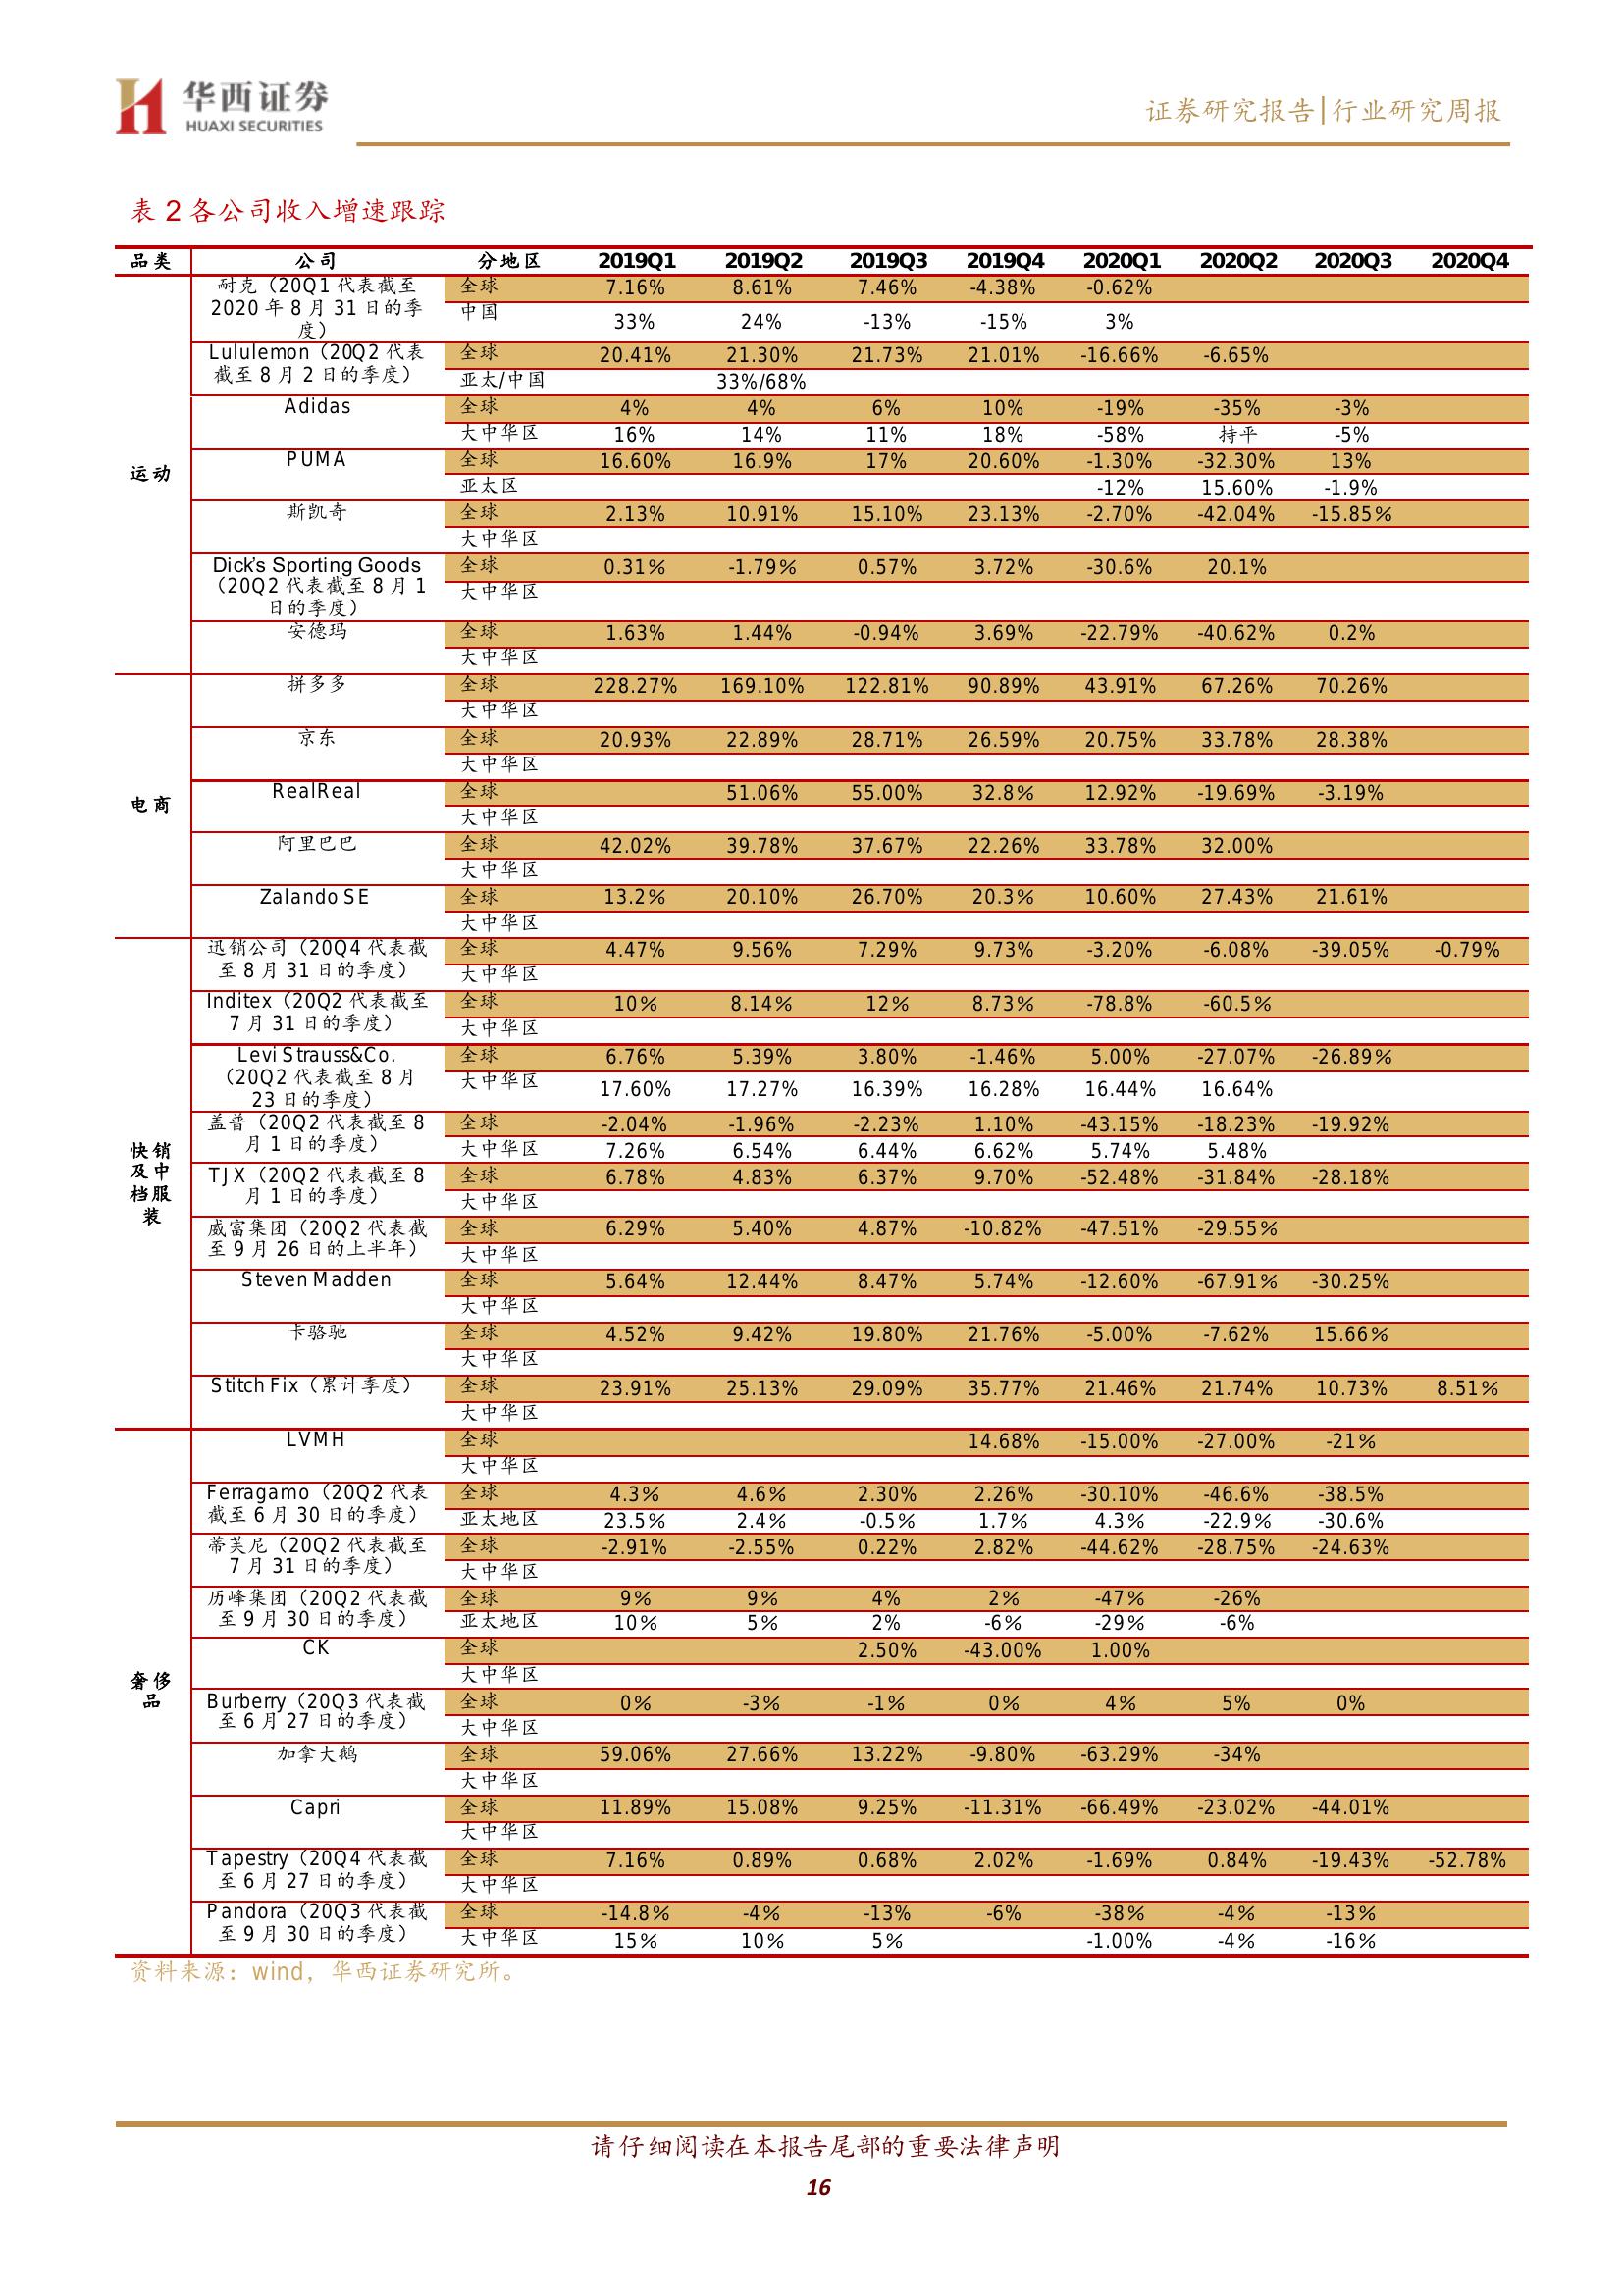 华西证券
HUAXI SECURITIES
证券研究报告|行业研究周报
表 2 各公司收入增速跟踪
品类 公司 分地区 2019Q1 2019Q2 2019Q3 2019Q4 2020Q1 2020Q2 2020Q3 2020Q4
运动
耐克（20Q1 代表截至
2020 年 8 月 31 日的季
度）
全球 7.16% 8.61% 7.46% -4.38% -0.62%
中国 33% 24% -13% -15% 3%
Lululemon（20Q2 代表
截至 8 月 2 日的季度）
全球 20.41% 21.30% 21.73% 21.01% -16.66% -6.65%
亚太/中国 33%/68%
Adidas 全球 4% 4% 6% 10% -19% -35% -3%
大中华区 16% 14% 11% 18% -58% 持平 -5%
PUMA 全球 16.60% 16.9% 17% 20.60% -1.30% -32.30% 13%
亚太区 -12% 15.60% -1.9%
斯凯奇 全球 2.13% 10.91% 15.10% 23.13% -2.70% -42.04% -15.85%
大中华区
Dick’s Sporting Goods
（20Q2 代表截至 8 月 1
日的季度）
全球 0.31% -1.79% 0.57% 3.72% -30.6% 20.1%
大中华区
安德玛 全球 1.63% 1.44% -0.94% 3.69% -22.79% -40.62% 0.2%
大中华区
电商
拼多多 全球 228.27% 169.10% 122.81% 90.89% 43.91% 67.26% 70.26%
大中华区
京东 全球 20.93% 22.89% 28.71% 26.59% 20.75% 33.78% 28.38%
大中华区
RealReal 全球 51.06% 55.00% 32.8% 12.92% -19.69% -3.19%
大中华区
阿里巴巴 全球 42.02% 39.78% 37.67% 22.26% 33.78% 32.00%
大中华区
Zalando SE 全球 13.2% 20.10% 26.70% 20.3% 10.60% 27.43% 21.61%
大中华区
快销
及中
档服
装
迅销公司（20Q4 代表截
至 8 月 31 日的季度）
全球 4.47% 9.56% 7.29% 9.73% -3.20% -6.08% -39.05% -0.79%
大中华区
Inditex（20Q2 代表截至
7 月 31 日的季度）
全球 10% 8.14% 12% 8.73% -78.8% -60.5%
大中华区
Levi Strauss&Co.
（20Q2 代表截至 8 月
23 日的季度）
全球 6.76% 5.39% 3.80% -1.46% 5.00% -27.07% -26.89%
大中华区 17.60% 17.27% 16.39% 16.28% 16.44% 16.64%
盖普（20Q2 代表截至 8
月 1 日的季度）
全球 -2.04% -1.96% -2.23% 1.10% -43.15% -18.23% -19.92%
大中华区 7.26% 6.54% 6.44% 6.62% 5.74% 5.48%
TJX（20Q2 代表截至 8
月 1 日的季度）
全球 6.78% 4.83% 6.37% 9.70% -52.48% -31.84% -28.18%
大中华区
威富集团（20Q2 代表截
至 9 月 26 日的上半年）
全球 6.29% 5.40% 4.87% -10.82% -47.51% -29.55%
大中华区
Steven Madden 全球 5.64% 12.44% 8.47% 5.74% -12.60% -67.91% -30.25%
大中华区
卡骆驰 全球 4.52% 9.42% 19.80% 21.76% -5.00% -7.62% 15.66%
大中华区
Stitch Fix（累计季度） 全球 23.91% 25.13% 29.09% 35.77% 21.46% 21.74% 10.73% 8.51%
大中华区
奢侈
品
LVMH 全球 14.68% -15.00% -27.00% -21%
大中华区
Ferragamo（20Q2 代表
截至 6 月 30 日的季度）
全球 4.3% 4.6% 2.30% 2.26% -30.10% -46.6% -38.5%
亚太地区 23.5% 2.4% -0.5% 1.7% 4.3% -22.9% -30.6%
蒂芙尼（20Q2 代表截至
7 月 31 日的季度）
全球 -2.91% -2.55% 0.22% 2.82% -44.62% -28.75% -24.63%
大中华区
历峰集团（20Q2 代表截
至 9 月 30 日的季度）
全球 9% 9% 4% 2% -47% -26%
亚太地区 10% 5% 2% -6% -29% -6%
CK 全球 2.50% -43.00% 1.00%
大中华区
Burberry（20Q3 代表截
至 6 月 27 日的季度）
全球 0% -3% -1% 0% 4% 5% 0%
大中华区
加拿大鹅 全球 59.06% 27.66% 13.22% -9.80% -63.29% -34%
大中华区
Capri 全球 11.89% 15.08% 9.25% -11.31% -66.49% -23.02% -44.01%
大中华区
Tapestry（20Q4 代表截
至 6 月 27 日的季度）
全球 7.16% 0.89% 0.68% 2.02% -1.69% 0.84% -19.43% -52.78%
大中华区
Pandora（20Q3 代表截
至 9 月 30 日的季度）
全球 -14.8% -4% -13% -6% -38% -4% -13%
大中华区 15% 10% 5% -1.00% -4% -16%
资料来源：wind，华西证券研究所。
请仔细阅读在本报告尾部的重要法律声明
16